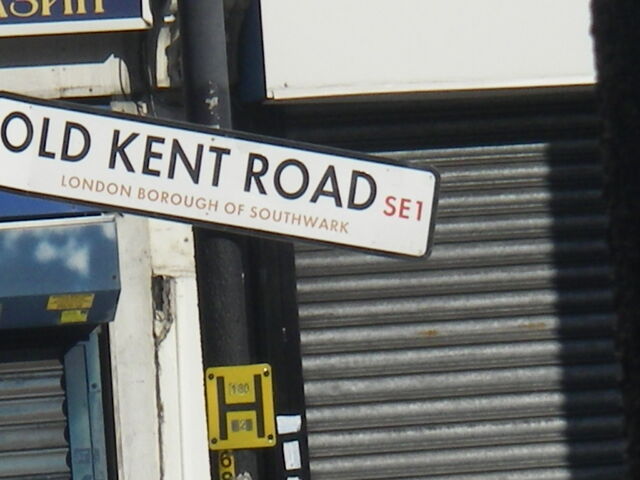 OLD KENT ROAD SE1
LONDON BOROUGH OF SOUTHWARK
H